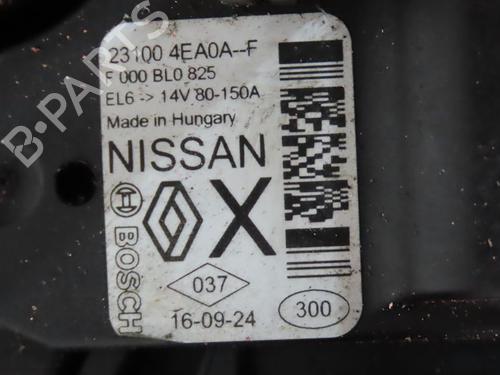 23100 4EA0A--F
F 000 BL0 825
EL6 -> 14V 80-150A
Made in Hungary
NISSAN
X
BOSCH
037
16-09-24
300
B-PARTS